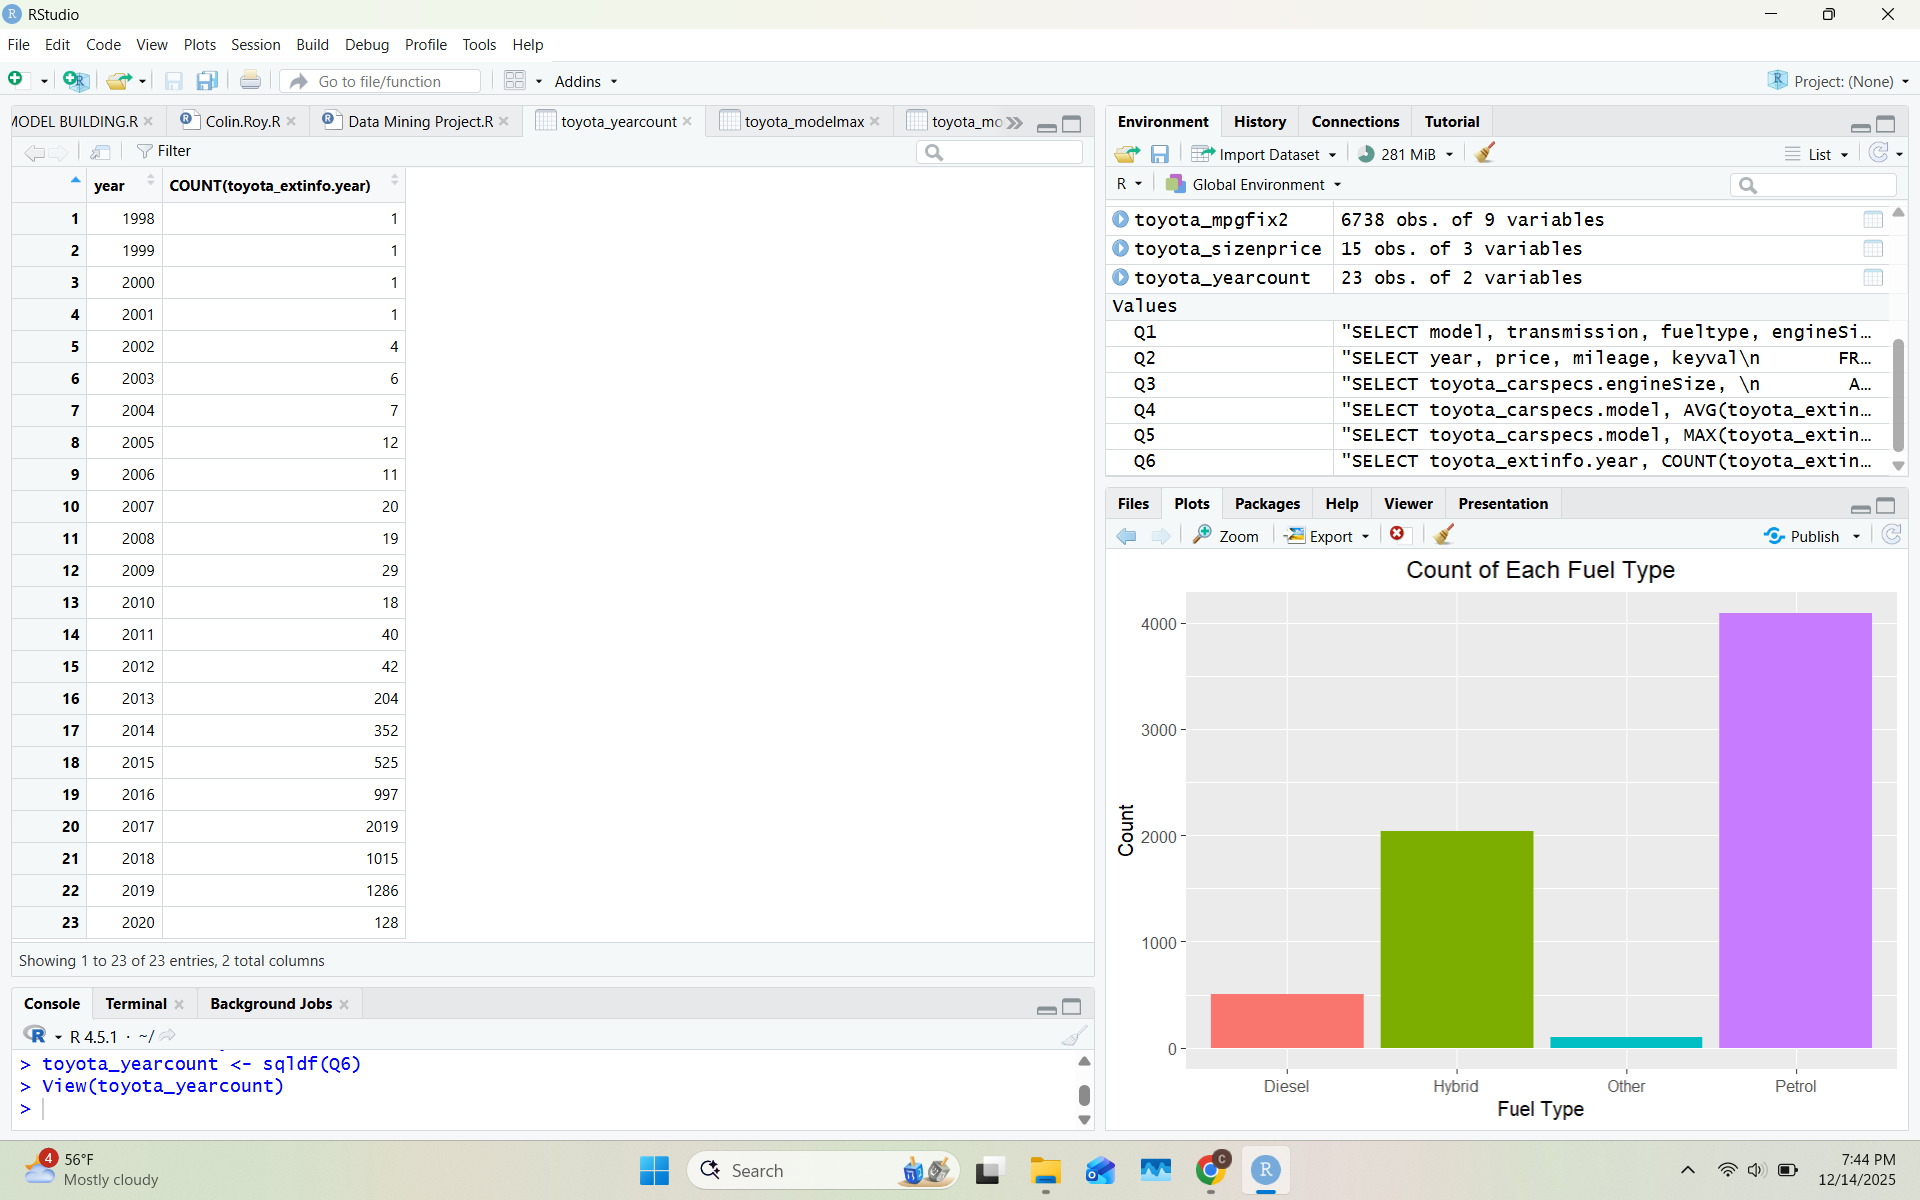 RStudio
File Edit Code View Plots Session Build Debug Profile Tools Help
Go to file/function Addins Project: (None)
MODEL BUILDING.R Colin.Roy.R Data Mining Project.R toyota_yearcount toyota_modelmax toyota_mo
Filter
year COUNT(toyota_extinfo.year)
1 1998 1
2 1999 1
3 2000 1
4 2001 1
5 2002 4
6 2003 6
7 2004 7
8 2005 12
9 2006 11
10 2007 20
11 2008 19
12 2009 29
13 2010 18
14 2011 40
15 2012 42
16 2013 204
17 2014 352
18 2015 525
19 2016 997
20 2017 2019
21 2018 1015
22 2019 1286
23 2020 128
Showing 1 to 23 of 23 entries, 2 total columns
Console Terminal Background Jobs
R 4.5.1 · ~/
> toyota_yearcount <- sqldf(Q6)
> View(toyota_yearcount)
>
Environment History Connections Tutorial
Import Dataset 281 MiB List
R Global Environment
toyota_mpgfix2 6738 obs. of 9 variables
toyota_sizenprice 15 obs. of 3 variables
toyota_yearcount 23 obs. of 2 variables
Values
Q1 "SELECT model, transmission, fueltype, engineSi…
Q2 "SELECT year, price, mileage, keyval\n FR…
Q3 "SELECT toyota_carspecs.engineSize, \n A…
Q4 "SELECT toyota_carspecs.model, AVG(toyota_extin…
Q5 "SELECT toyota_carspecs.model, MAX(toyota_extin…
Q6 "SELECT toyota_extinfo.year, COUNT(toyota_extin…
Files Plots Packages Help Viewer Presentation
Zoom Export Publish
Count of Each Fuel Type
4000
3000
2000
1000
0
Count
Diesel Hybrid Other Petrol
Fuel Type
4 56°F
Mostly cloudy
Search
C
R
7:44 PM
12/14/2025